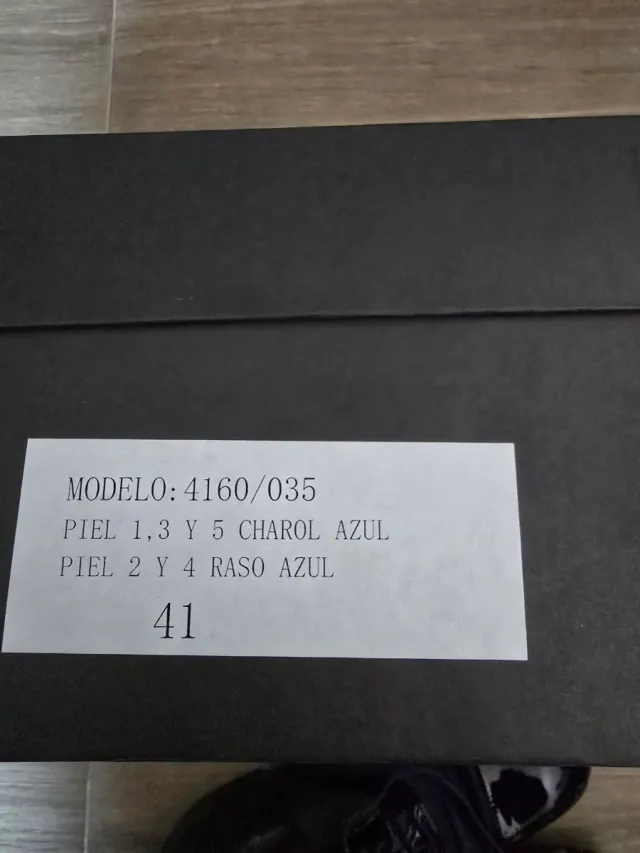 MODELO:4160/035
PIEL 1,3 Y 5 CHAROL AZUL
PIEL 2 Y 4 RASO AZUL
41